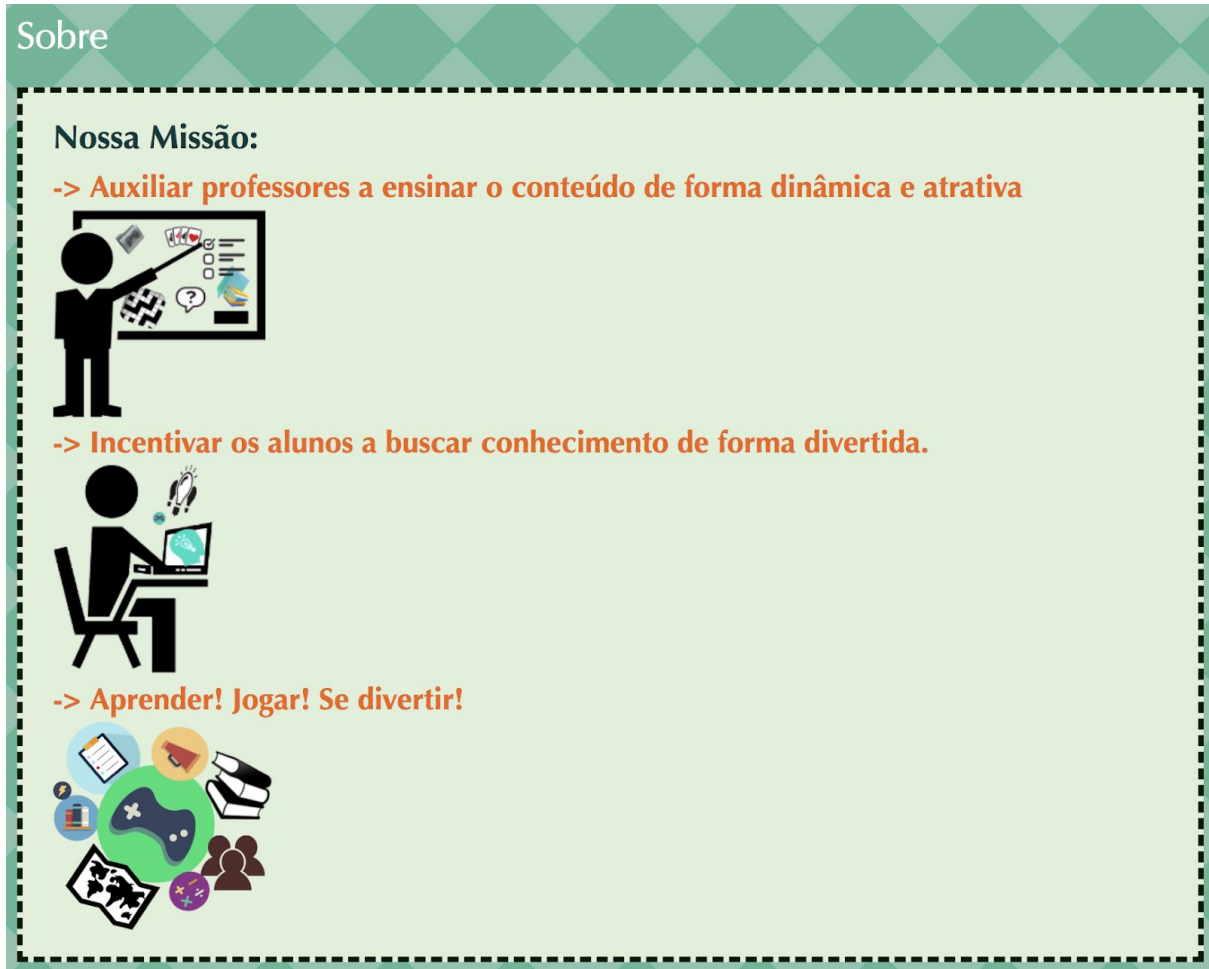 Sobre
Nossa Missão:
-> Auxiliar professores a ensinar o conteúdo de forma dinâmica e atrativa
?
-> Incentivar os alunos a buscar conhecimento de forma divertida.
-> Aprender! Jogar! Se divertir!